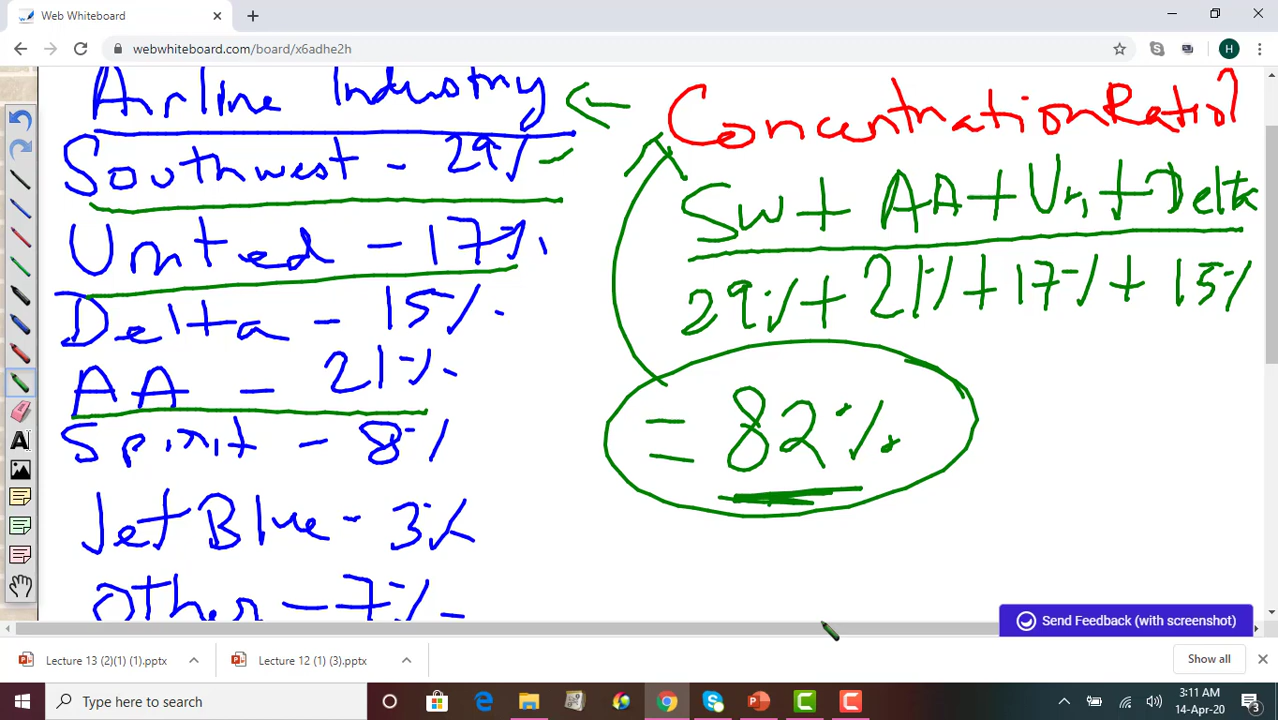 Web Whiteboard
webwhiteboard.com/board/x6adhe2h
H
Airline Industry
Southwest - 29%
United - 17%
Delta - 15%
AA - 21%
Spirit - 8%
JetBlue - 3%
Other - 7%
Concentration Ratio
SW + AA + Un + Delta
29% + 21% + 17% + 15%
= 82%
A
Send Feedback (with screenshot)
Lecture 13 (2)(1) (1).pptx
Lecture 12 (1) (3).pptx
Show all
Type here to search
3:11 AM
14-Apr-20
3